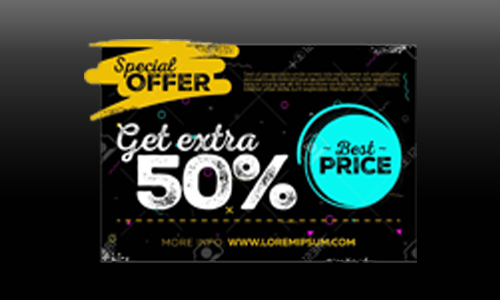 Special
OFFER
Get extra
50%
~ Best ~
PRICE
MORE INFO WWW.LOREMIPSUM.COM